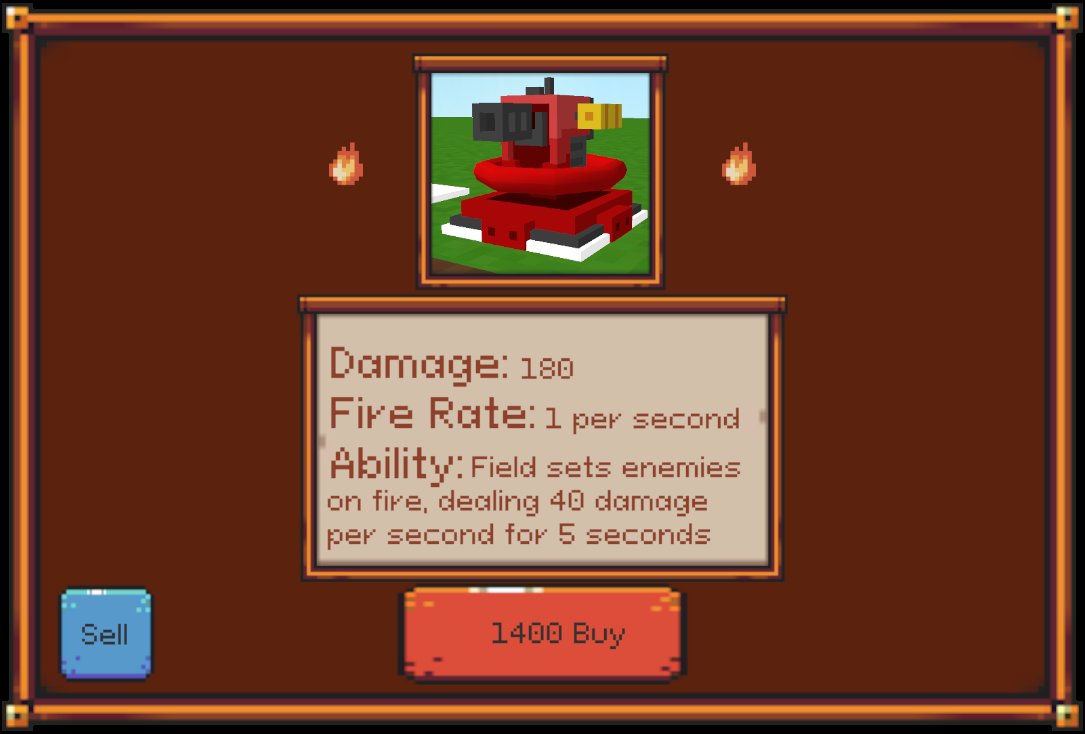 Damage: 180
Fire Rate: 1 per second
Ability: Field sets enemies
on fire, dealing 40 damage
per second for 5 seconds
Sell
1400 Buy